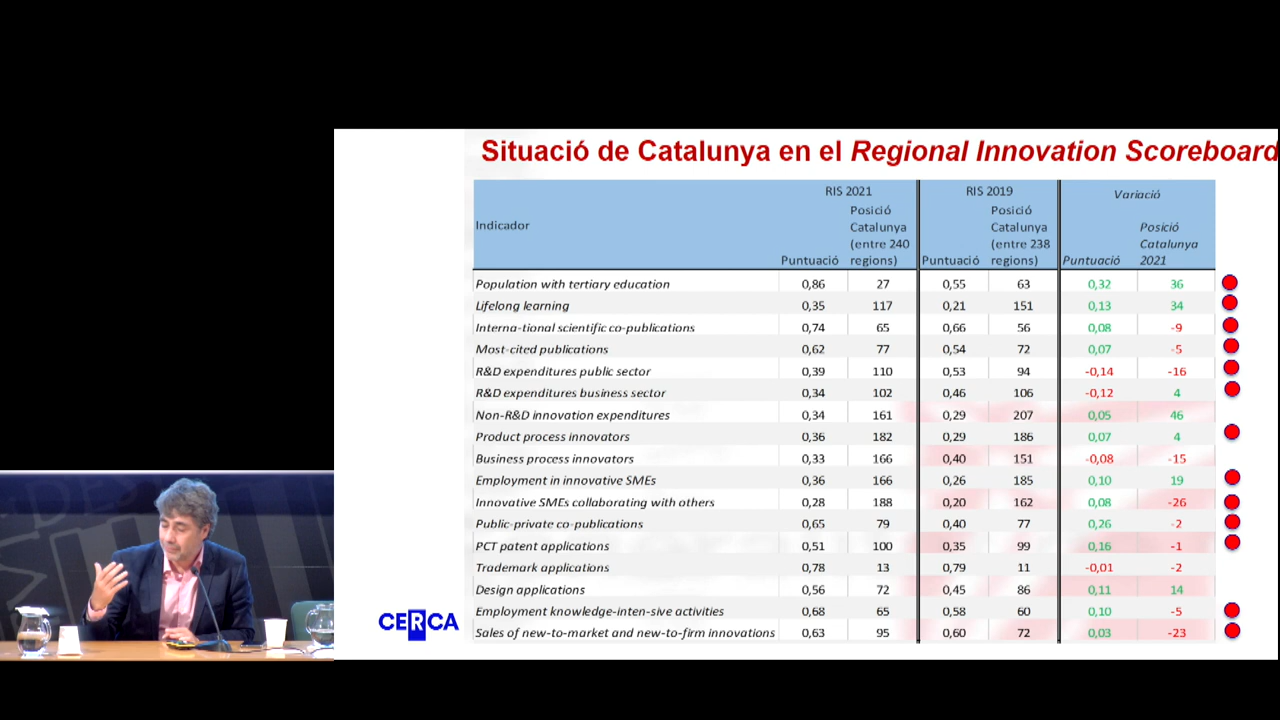 Situació de Catalunya en el Regional Innovation Scoreboard
RIS 2021 RIS 2019 Variació
Indicador Puntuació Posició Catalunya (entre 240 regions) Puntuació Posició Catalunya (entre 238 regions) Puntuació Posició Catalunya 2021
Population with tertiary education 0,86 27 0,55 63 0,32 36
Lifelong learning 0,35 117 0,21 151 0,13 34
Interna-tional scientific co-publications 0,74 65 0,66 56 0,08 -9
Most-cited publications 0,62 77 0,54 72 0,07 -5
R&D expenditures public sector 0,39 110 0,53 94 -0,14 -16
R&D expenditures business sector 0,34 102 0,46 106 -0,12 4
Non-R&D innovation expenditures 0,34 161 0,29 207 0,05 46
Product process innovators 0,36 182 0,29 186 0,07 4
Business process innovators 0,33 166 0,40 151 -0,08 -15
Employment in innovative SMEs 0,36 166 0,26 185 0,10 19
Innovative SMEs collaborating with others 0,28 188 0,20 162 0,08 -26
Public-private co-publications 0,65 79 0,40 77 0,26 -2
PCT patent applications 0,51 100 0,35 99 0,16 -1
Trademark applications 0,78 13 0,79 11 -0,01 -2
Design applications 0,56 72 0,45 86 0,11 14
Employment knowledge-inten-sive activities 0,68 65 0,58 60 0,10 -5
Sales of new-to-market and new-to-firm innovations 0,63 95 0,60 72 0,03 -23
CERCA